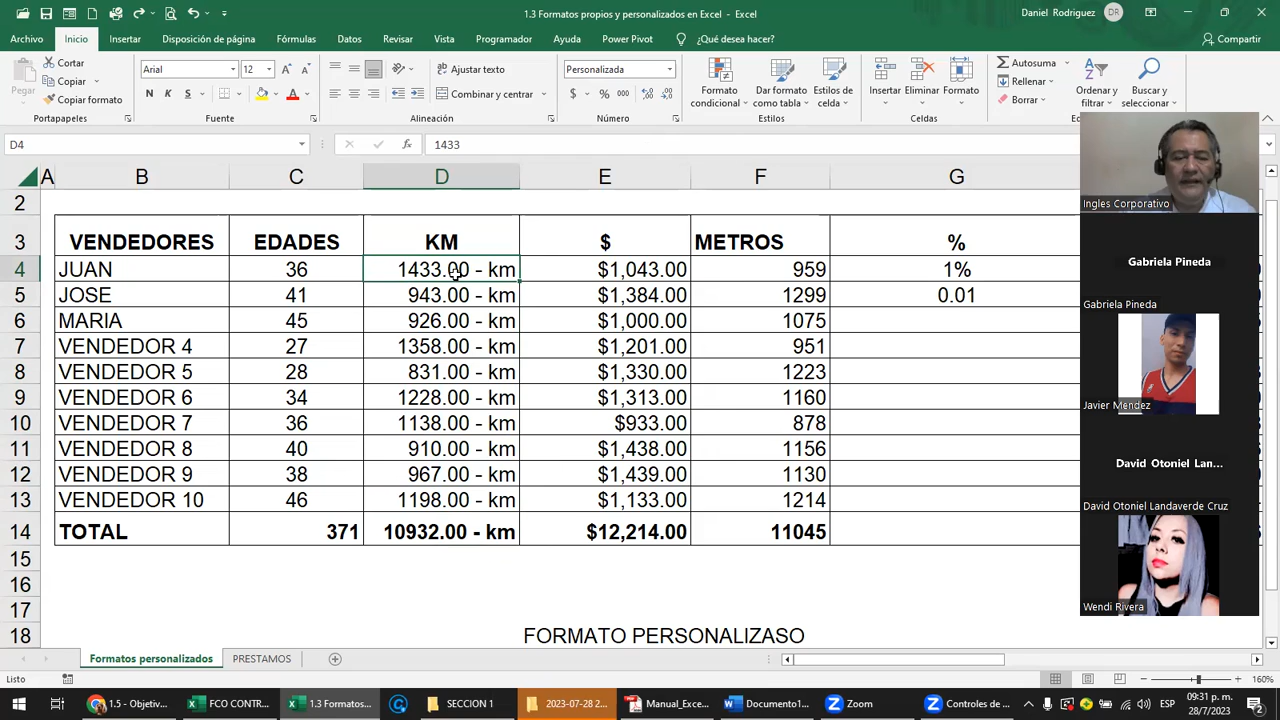 1.3 Formatos propios y personalizados en Excel - Excel
Daniel Rodriguez DR
Archivo Inicio Insertar Disposición de página Fórmulas Datos Revisar Vista Programador Ayuda Power Pivot ¿Qué desea hacer? Compartir
Pegar
Cortar
Copiar
Copiar formato
Portapapeles
Arial 12
N K S
Fuente
Ajustar texto
Combinar y centrar
Alineación
Personalizada
$ % 000
Número
Formato condicional
Dar formato como tabla
Estilos de celda
Estilos
Insertar Eliminar Formato
Celdas
Autosuma
Rellenar
Borrar
Ordenar y filtrar
Buscar y seleccionar
D4 fx 1433
A B C D E F G
2
3 VENDEDORES EDADES KM $ METROS %
4 JUAN 36 1433.00 - km $1,043.00 959 1%
5 JOSE 41 943.00 - km $1,384.00 1299 0.01
6 MARIA 45 926.00 - km $1,000.00 1075
7 VENDEDOR 4 27 1358.00 - km $1,201.00 951
8 VENDEDOR 5 28 831.00 - km $1,330.00 1223
9 VENDEDOR 6 34 1228.00 - km $1,313.00 1160
10 VENDEDOR 7 36 1138.00 - km $933.00 878
11 VENDEDOR 8 40 910.00 - km $1,438.00 1156
12 VENDEDOR 9 38 967.00 - km $1,439.00 1130
13 VENDEDOR 10 46 1198.00 - km $1,133.00 1214
14 TOTAL 371 10932.00 - km $12,214.00 11045
15
16
17
18 FORMATO PERSONALIZASO
Ingles Corporativo
Gabriela Pineda
Gabriela Pineda
Javier Mendez
David Otoniel Lan...
David Otoniel Landaverde Cruz
Wendi Rivera
Formatos personalizados PRESTAMOS
Listo
160%
1.5 - Objetiv...
FCO CONTR...
1.3 Formatos...
SECCION 1
2023-07-28 2...
Manual_Exce...
Documento1...
Zoom
Controles de ...
ESP
09:31 p. m.
28/7/2023
2